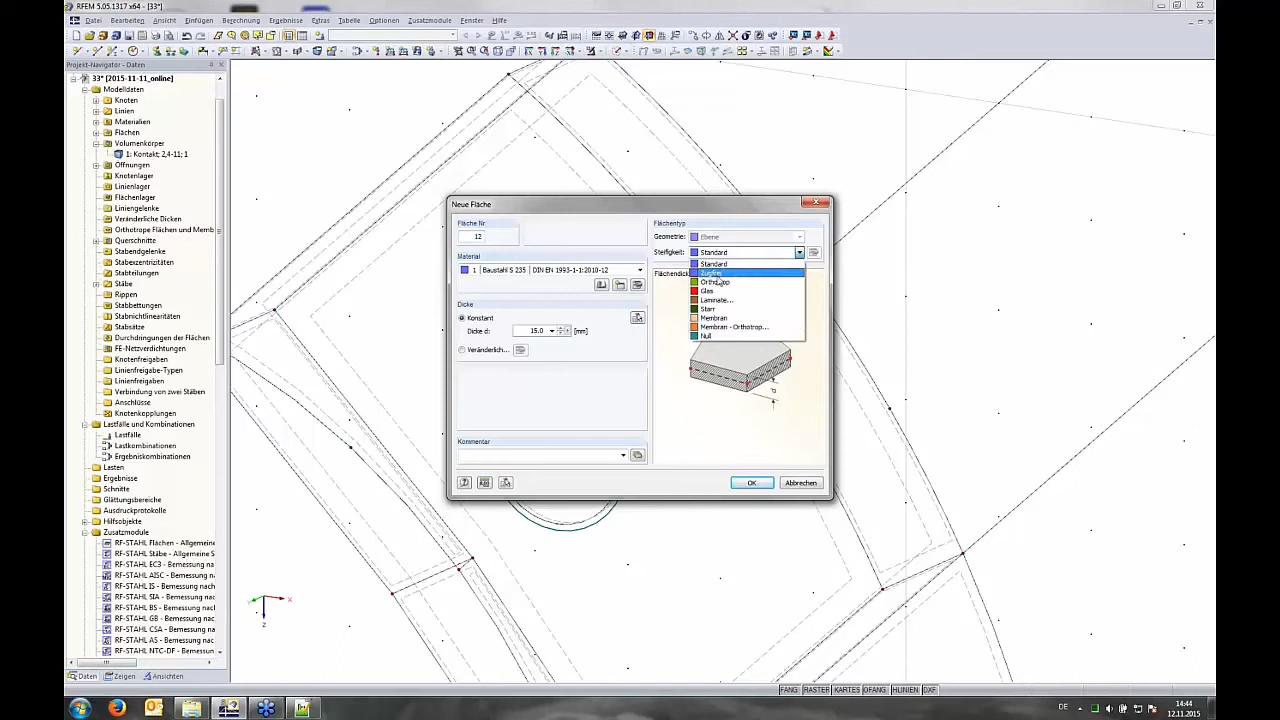 RFEM 5.05.1317 x64 - [33*]
Datei Bearbeiten Ansicht Einfügen Berechnung Ergebnisse Extras Tabelle Optionen Zusatzmodule Fenster Hilfe
Projekt-Navigator - Daten
33* [2015-11-11_online]
Modelldaten
Knoten
Linien
Materialien
Flächen
Volumenkörper
1: Kontakt; 2,4-11; 1
Öffnungen
Knotenlager
Linienlager
Flächenlager
Liniengelenke
Veränderliche Dicken
Orthotrope Flächen und Memb
Querschnitte
Stabendgelenke
Stabexzentrizitäten
Stabteilungen
Stäbe
Rippen
Stabbettungen
Stabnichtlinearitäten
Stabsätze
Durchdringungen der Flächen
FE-Netzverdichtungen
Knotenfreigaben
Linienfreigabe-Typen
Linienfreigaben
Verbindung von zwei Stäben
Anschlüsse
Knotenkopplungen
Lastfälle und Kombinationen
Lastfälle
Lastkombinationen
Ergebniskombinationen
Lasten
Ergebnisse
Schnitte
Glättungsbereiche
Ausdruckprotokolle
Hilfsobjekte
Zusatzmodule
RF-STAHL Flächen - Allgemeine
RF-STAHL Stäbe - Allgemeine S
RF-STAHL EC3 - Bemessung na
RF-STAHL AISC - Bemessung n
RF-STAHL IS - Bemessung nach
RF-STAHL SIA - Bemessung nac
RF-STAHL BS - Bemessung nach
RF-STAHL GB - Bemessung nac
RF-STAHL CSA - Bemessung na
RF-STAHL AS - Bemessung nac
RF-STAHL NTC-DF - Bemessung
Daten Zeigen Ansichten
Neue Fläche
Fläche Nr.
12
Material
1 Baustahl S 235 | DIN EN 1993-1-1:2010-12
Dicke
Konstant
Dicke d: 15.0 [mm]
Veränderlich...
Kommentar
Flächentyp
Geometrie: Ebene
Steifigkeit: Standard
Standard
Orthotrop
Glas
Laminate...
Starr
Membran
Membran - Orthotrop...
Null
d
OK Abbrechen
X
Z
FANG RASTER KARTES OFANG HLINIEN DXF
DE 14:44
12.11.2015